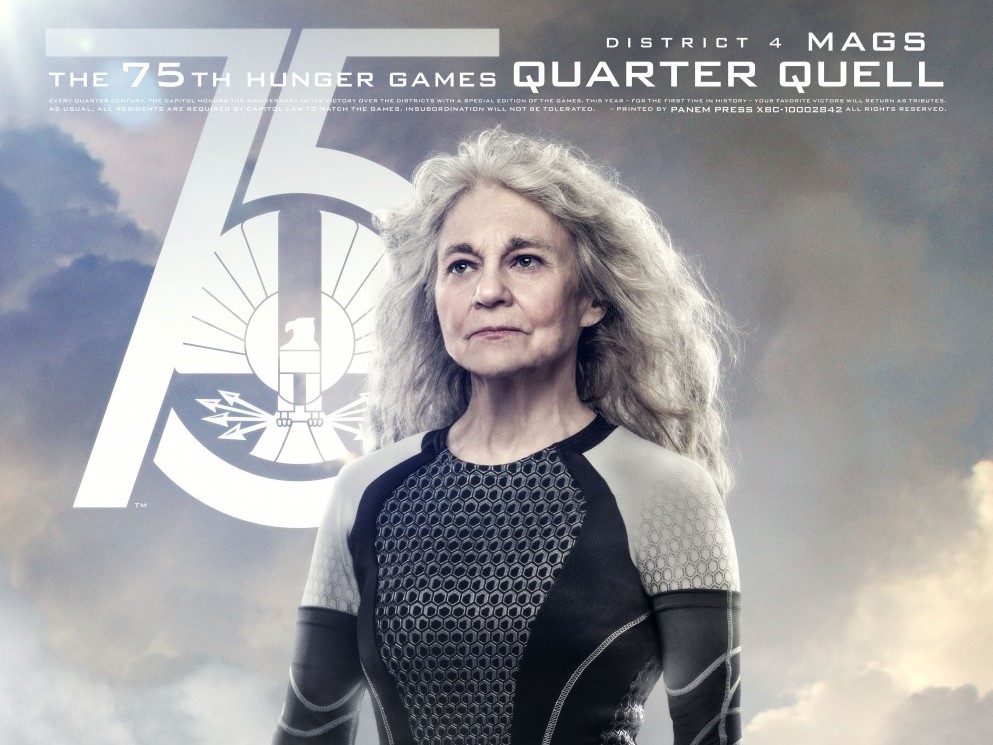 75
DISTRICT 4 MAGS
THE 75TH HUNGER GAMES QUARTER QUELL
EVERY QUARTER CENTURY, THE CAPITOL HONORS THE ANNIVERSARY OF ITS VICTORY OVER THE DISTRICTS WITH A SPECIAL EDITION OF THE GAMES. THIS YEAR - FOR THE FIRST TIME IN HISTORY - YOUR FAVORITE VICTORS WILL RETURN AS TRIBUTES.
AS USUAL, ALL RESIDENTS ARE REQUIRED BY CAPITOL LAW TO WATCH THE GAMES. INSUBORDINATION WILL NOT BE TOLERATED. - PRINTED BY PANEM PRESS X8C-10002842 ALL RIGHTS RESERVED.
TM